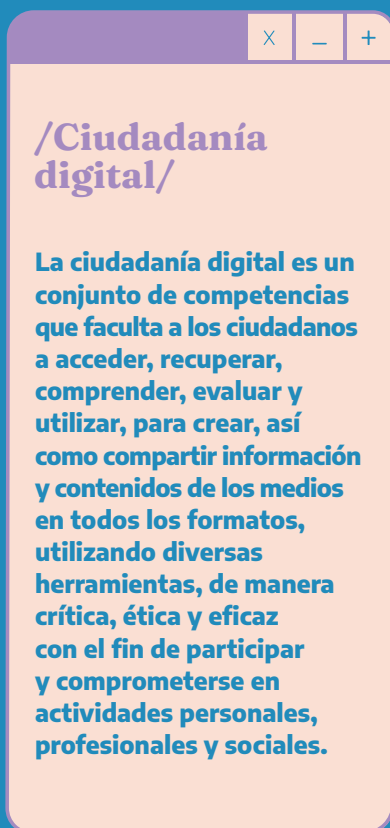 X _ +
/Ciudadanía
digital/
La ciudadanía digital es un
conjunto de competencias
que faculta a los ciudadanos
a acceder, recuperar,
comprender, evaluar y
utilizar, para crear, así
como compartir información
y contenidos de los medios
en todos los formatos,
utilizando diversas
herramientas, de manera
crítica, ética y eficaz
con el fin de participar
y comprometerse en
actividades personales,
profesionales y sociales.